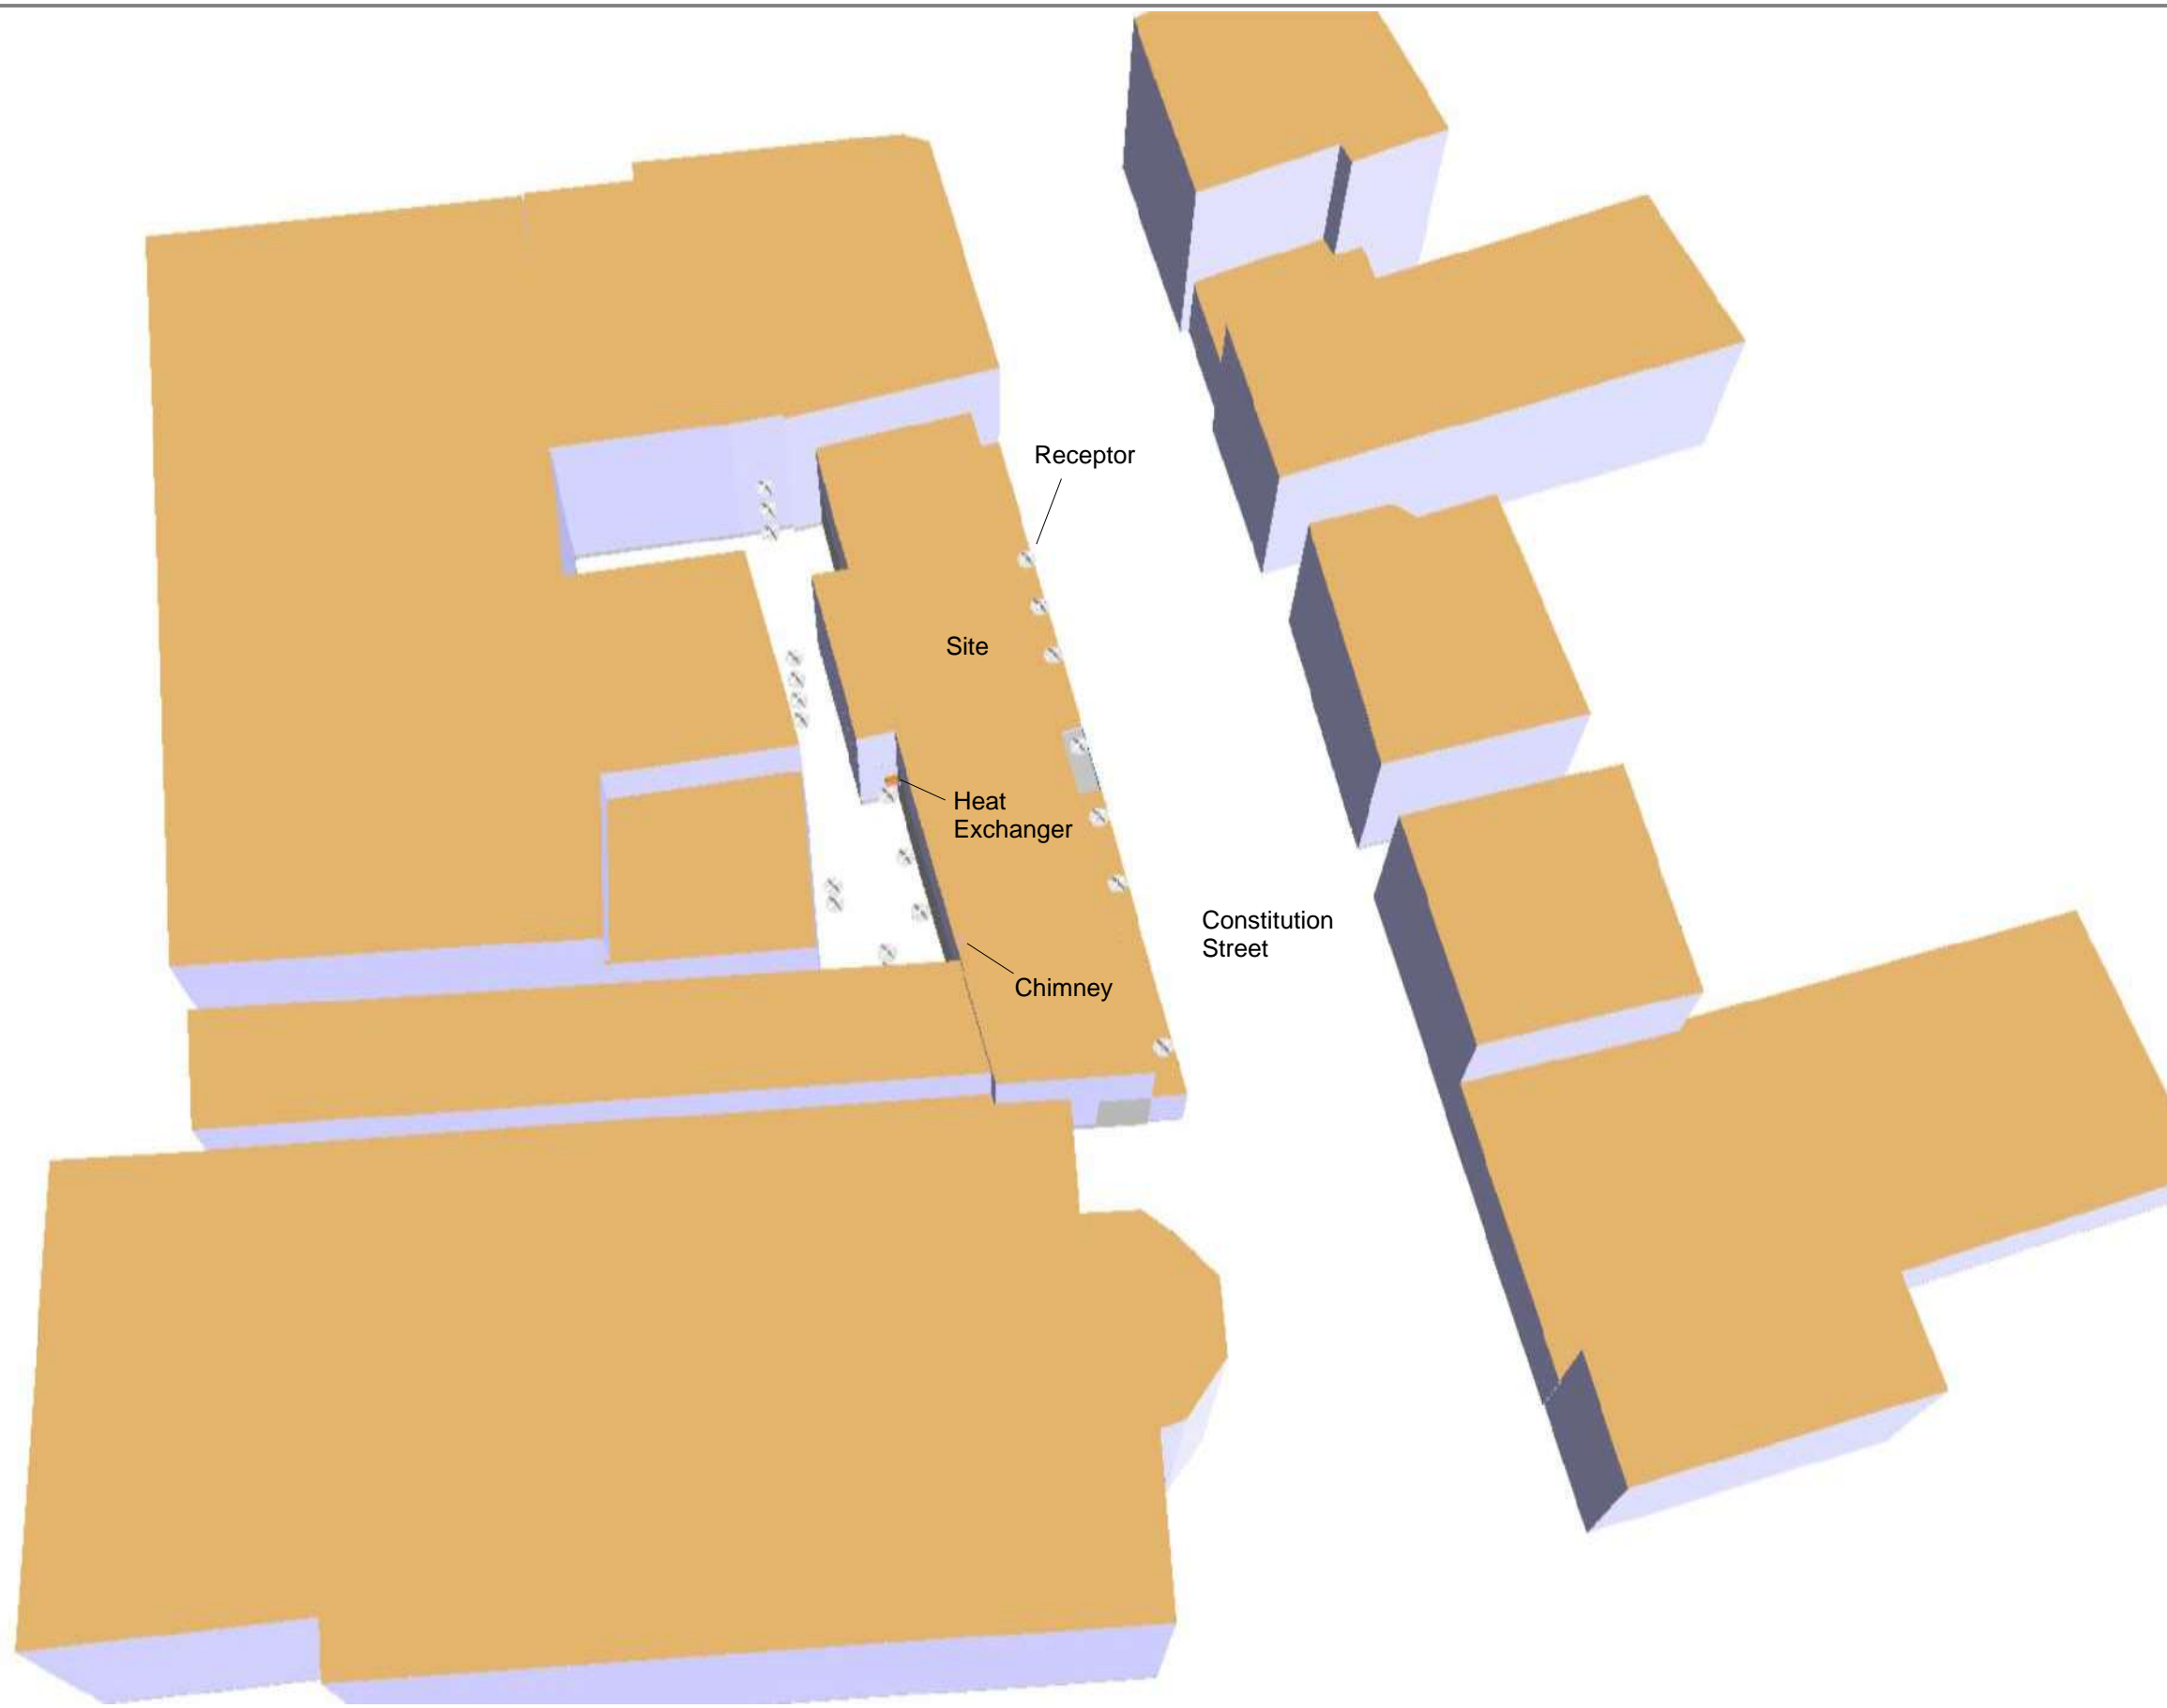 Receptor
Site
Heat
Exchanger
Constitution
Street
Chimney